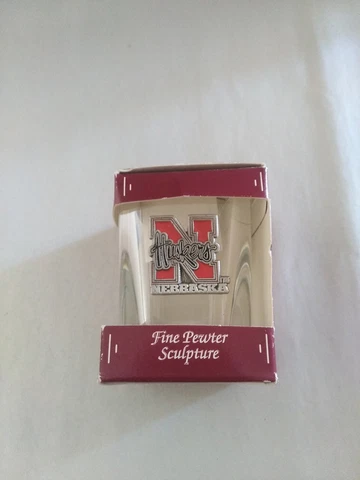 N
Huskers
NEBRASKA
Fine Pewter
Sculpture